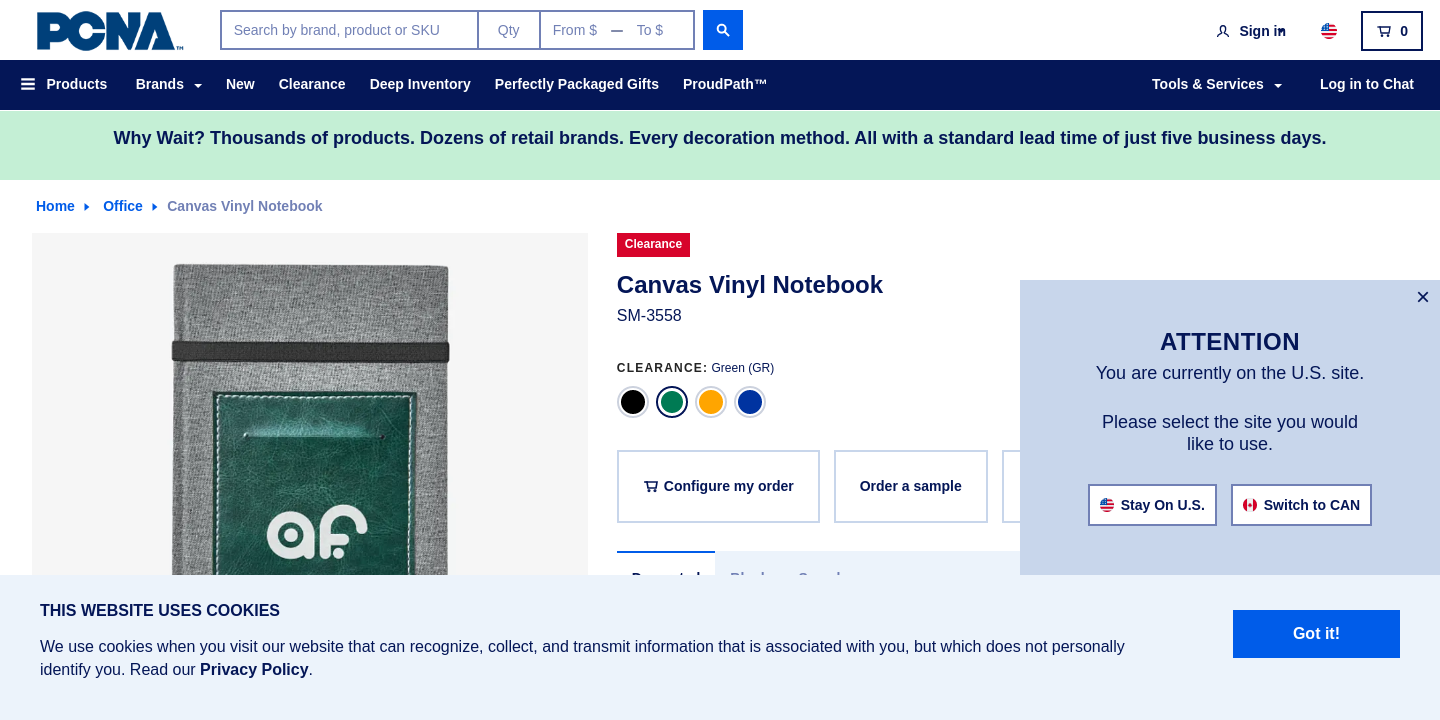 PCNA™
Search by brand, product or SKU
Qty
From $ — To $
Sign in
0
Products
Brands
New
Clearance
Deep Inventory
Perfectly Packaged Gifts
ProudPath™
Tools & Services
Log in to Chat
Why Wait? Thousands of products. Dozens of retail brands. Every decoration method. All with a standard lead time of just five business days.
Home
Office
Canvas Vinyl Notebook
Clearance
Canvas Vinyl Notebook
SM-3558
CLEARANCE: Green (GR)
Configure my order
Order a sample
af
×
ATTENTION
You are currently on the U.S. site.
Please select the site you would
like to use.
Stay On U.S.
Switch to CAN
THIS WEBSITE USES COOKIES
We use cookies when you visit our website that can recognize, collect, and transmit information that is associated with you, but which does not personally
identify you. Read our Privacy Policy.
Got it!